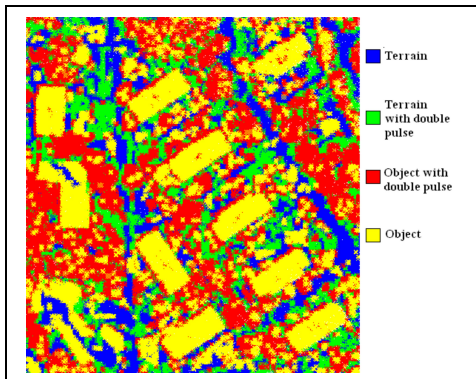 Terrain
Terrain
with double
pulse
Object with
double pulse
Object